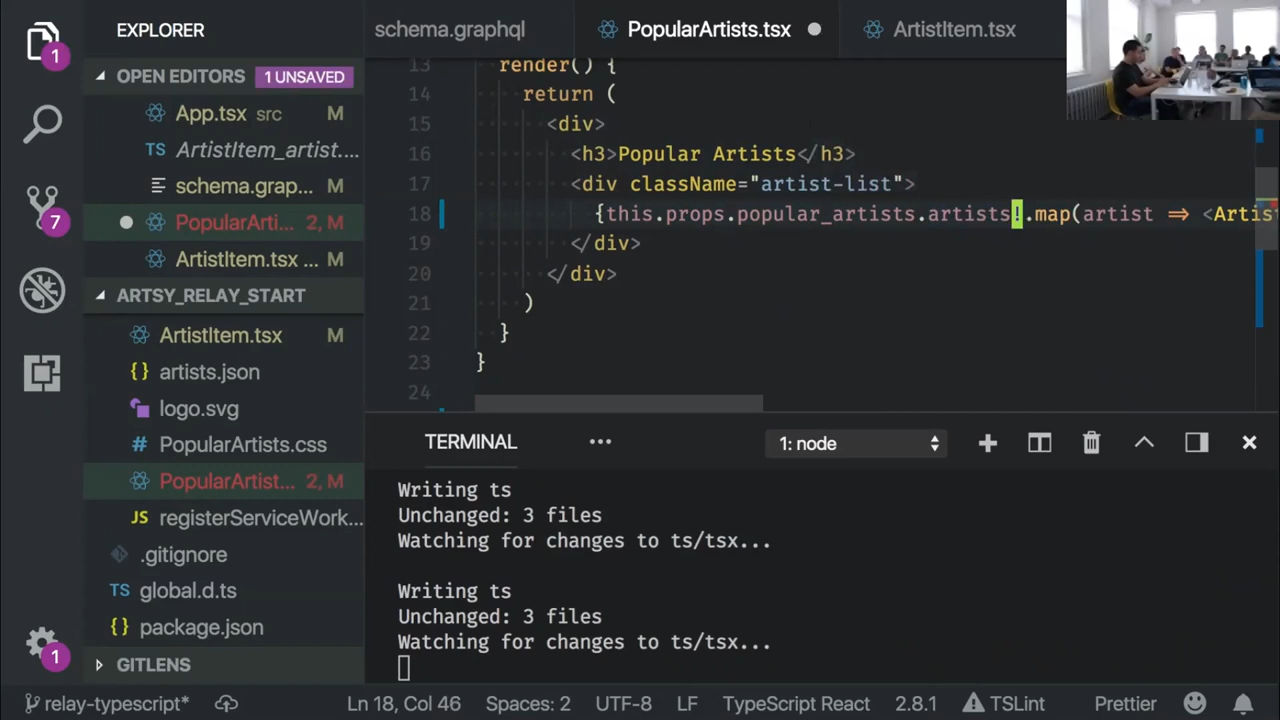 1
7
1
EXPLORER
OPEN EDITORS 1 UNSAVED
App.tsx src M
TS ArtistItem_artist....
schema.grap... M
PopularArti... 2, M
ArtistItem.tsx ...
ARTSY_RELAY_START
ArtistItem.tsx M
{} artists.json
logo.svg
# PopularArtists.css
PopularArtist... 2, M
JS registerServiceWork...
.gitignore
TS global.d.ts
{} package.json
GITLENS
schema.graphql PopularArtists.tsx ArtistItem.tsx
13 render() {
14 return (
15 <div>
16 <h3>Popular Artists</h3>
17 <div className="artist-list">
18 {this.props.popular_artists.artists!.map(artist => <Artis
19 </div>
20 </div>
21 )
22 }
23 }
24
TERMINAL ... 1: node
Writing ts
Unchanged: 3 files
Watching for changes to ts/tsx...
Writing ts
Unchanged: 3 files
Watching for changes to ts/tsx...
relay-typescript* Ln 18, Col 46 Spaces: 2 UTF-8 LF TypeScript React 2.8.1 TSLint Prettier